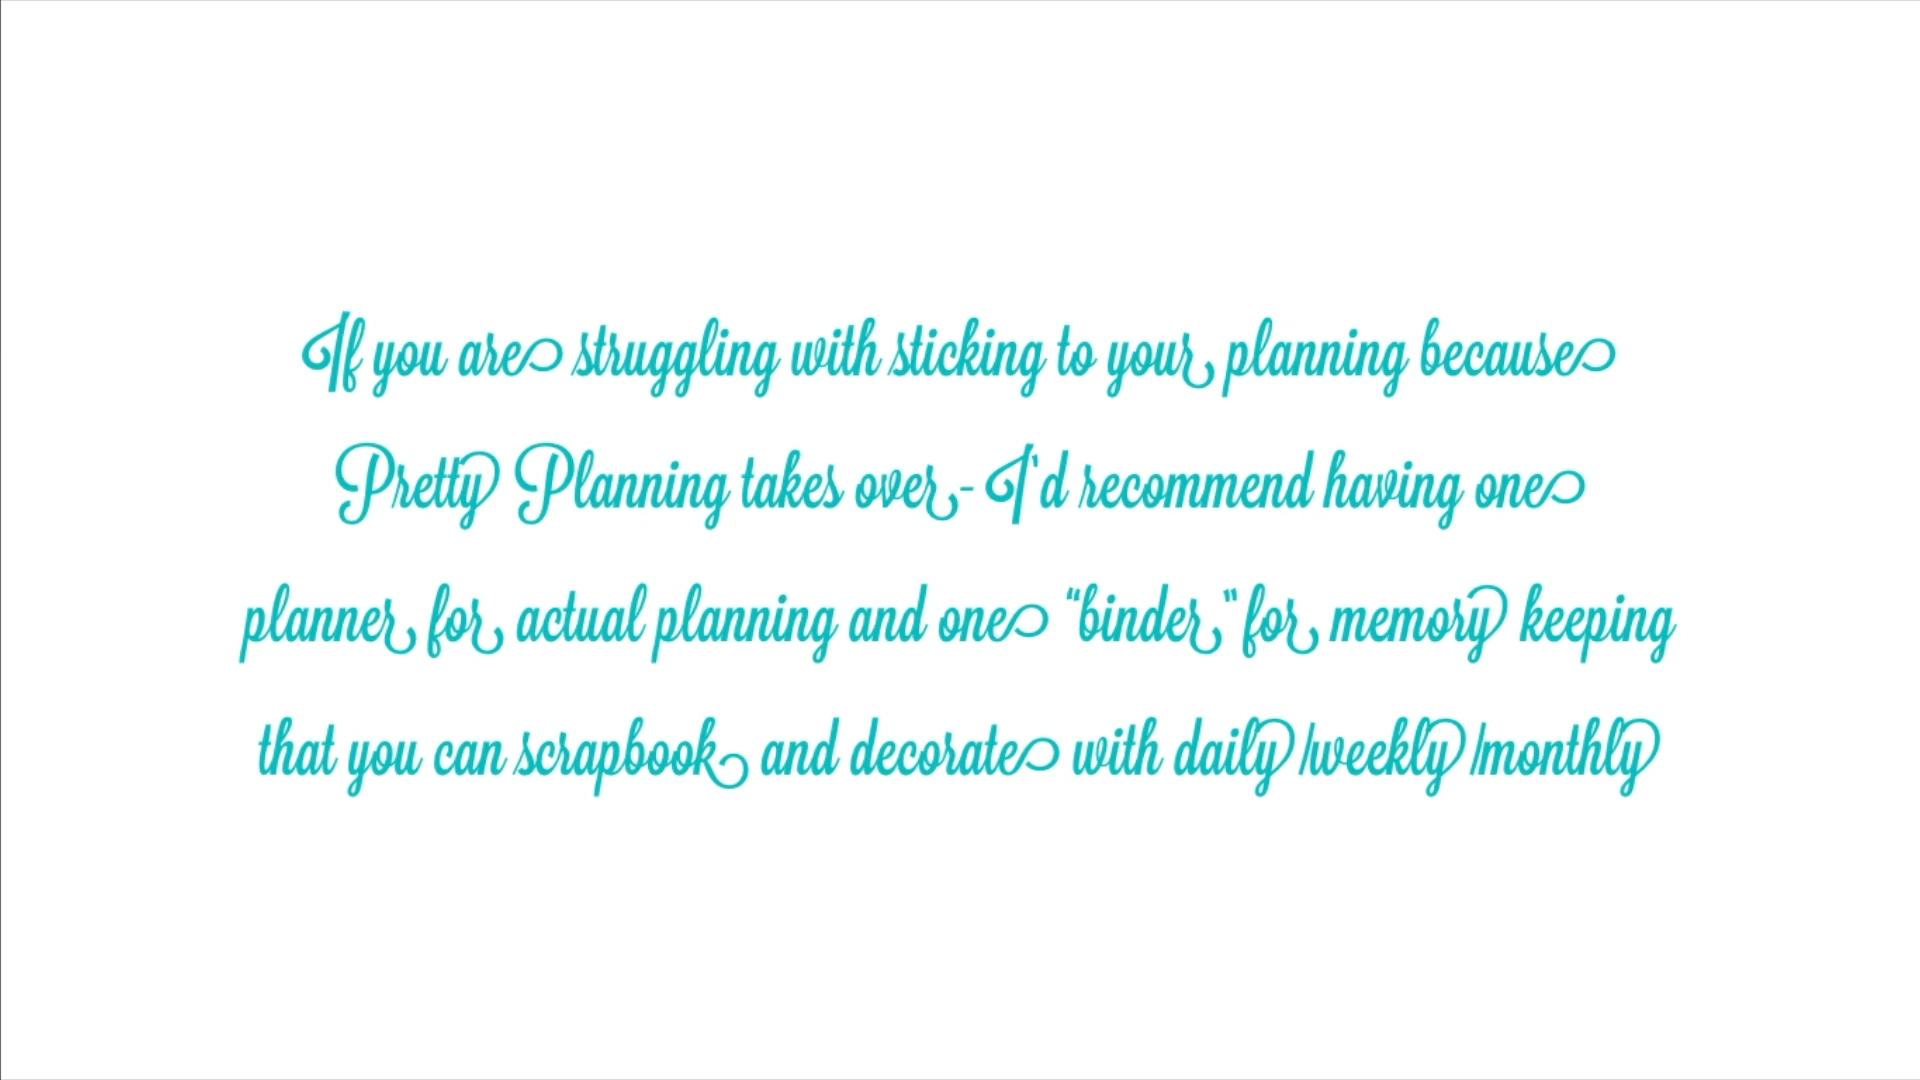 If you are struggling with sticking to your planning because
Pretty Planning takes over - I'd recommend having one
planner for actual planning and one "binder" for memory keeping
that you can scrapbook and decorate with daily/weekly/monthly